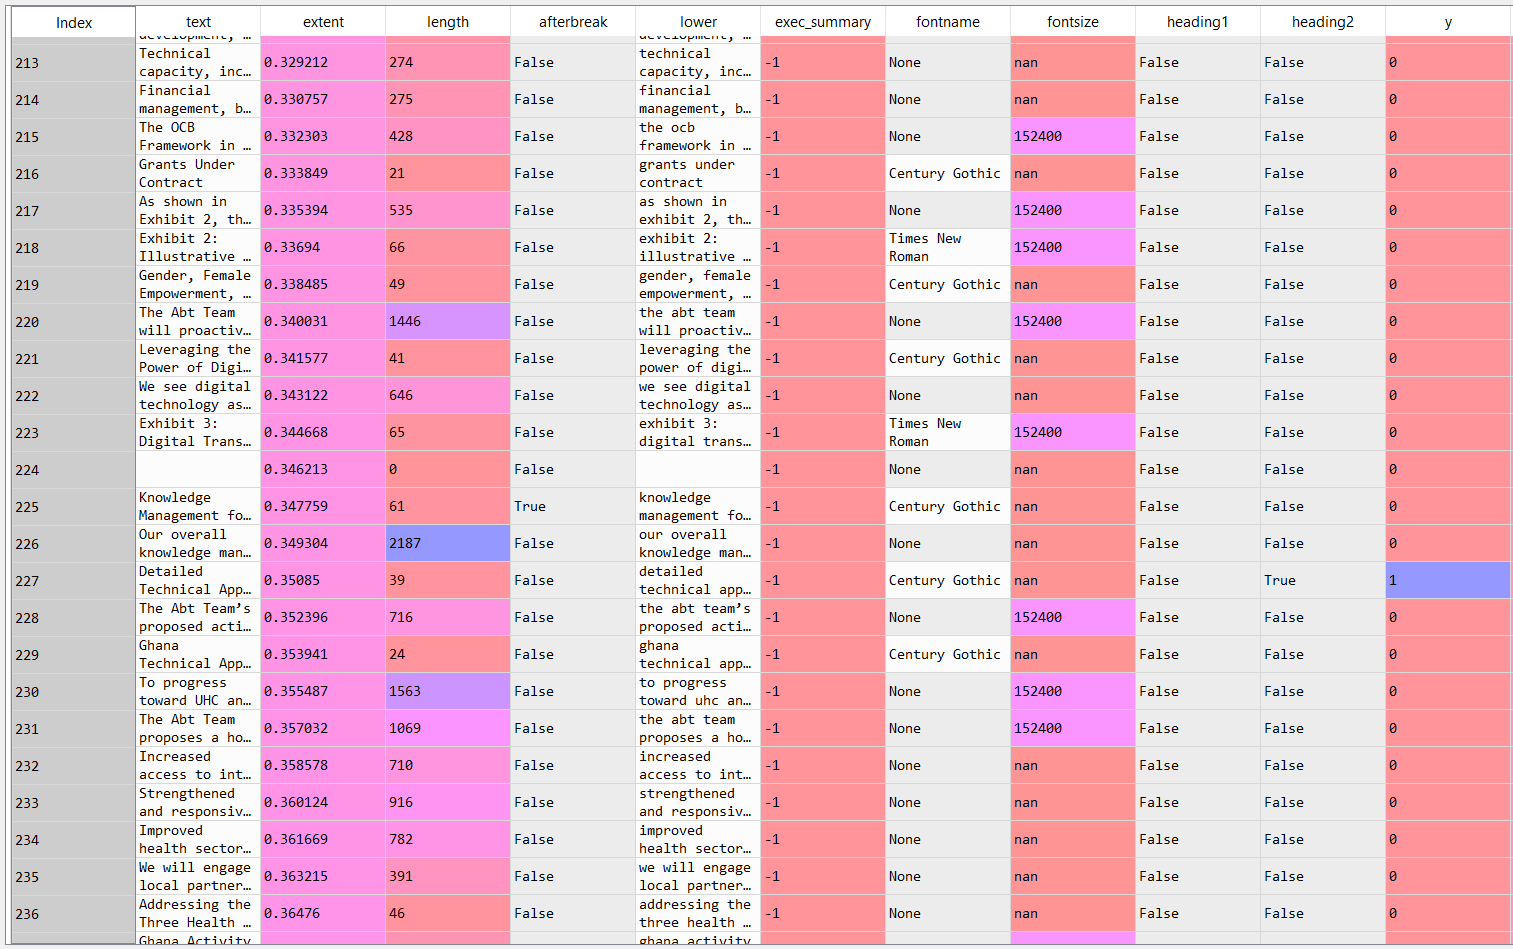 Index text extent length afterbreak lower exec_summary fontname fontsize heading1 heading2 y
development, … development, …
213 Technical capacity, inc… 0.329212 274 False technical capacity, inc… -1 None nan False False 0
214 Financial management, b… 0.330757 275 False financial management, b… -1 None nan False False 0
215 The OCB Framework in … 0.332303 428 False the ocb framework in … -1 None 152400 False False 0
216 Grants Under Contract 0.333849 21 False grants under contract -1 Century Gothic nan False False 0
217 As shown in Exhibit 2, th… 0.335394 535 False as shown in exhibit 2, th… -1 None 152400 False False 0
218 Exhibit 2: Illustrative … 0.33694 66 False exhibit 2: illustrative … -1 Times New Roman 152400 False False 0
219 Gender, Female Empowerment, … 0.338485 49 False gender, female empowerment, … -1 Century Gothic nan False False 0
220 The Abt Team will proactiv… 0.340031 1446 False the abt team will proactiv… -1 None 152400 False False 0
221 Leveraging the Power of Digi… 0.341577 41 False leveraging the power of digi… -1 Century Gothic nan False False 0
222 We see digital technology as… 0.343122 646 False we see digital technology as… -1 None nan False False 0
223 Exhibit 3: Digital Trans… 0.344668 65 False exhibit 3: digital trans… -1 Times New Roman 152400 False False 0
224 0.346213 0 False -1 None nan False False 0
225 Knowledge Management fo… 0.347759 61 True knowledge management fo… -1 Century Gothic nan False False 0
226 Our overall knowledge man… 0.349304 2187 False our overall knowledge man… -1 None nan False False 0
227 Detailed Technical App… 0.35085 39 False detailed technical app… -1 Century Gothic nan False True 1
228 The Abt Team’s proposed acti… 0.352396 716 False the abt team’s proposed acti… -1 None 152400 False False 0
229 Ghana Technical App… 0.353941 24 False ghana technical app… -1 Century Gothic nan False False 0
230 To progress toward UHC an… 0.355487 1563 False to progress toward uhc an… -1 None 152400 False False 0
231 The Abt Team proposes a ho… 0.357032 1069 False the abt team proposes a ho… -1 None 152400 False False 0
232 Increased access to int… 0.358578 710 False increased access to int… -1 None nan False False 0
233 Strengthened and responsiv… 0.360124 916 False strengthened and responsiv… -1 None nan False False 0
234 Improved health sector… 0.361669 782 False improved health sector… -1 None nan False False 0
235 We will engage local partner… 0.363215 391 False we will engage local partner… -1 None nan False False 0
236 Addressing the Three Health … 0.36476 46 False addressing the three health … -1 None nan False False 0
Ghana Activity ghana activity